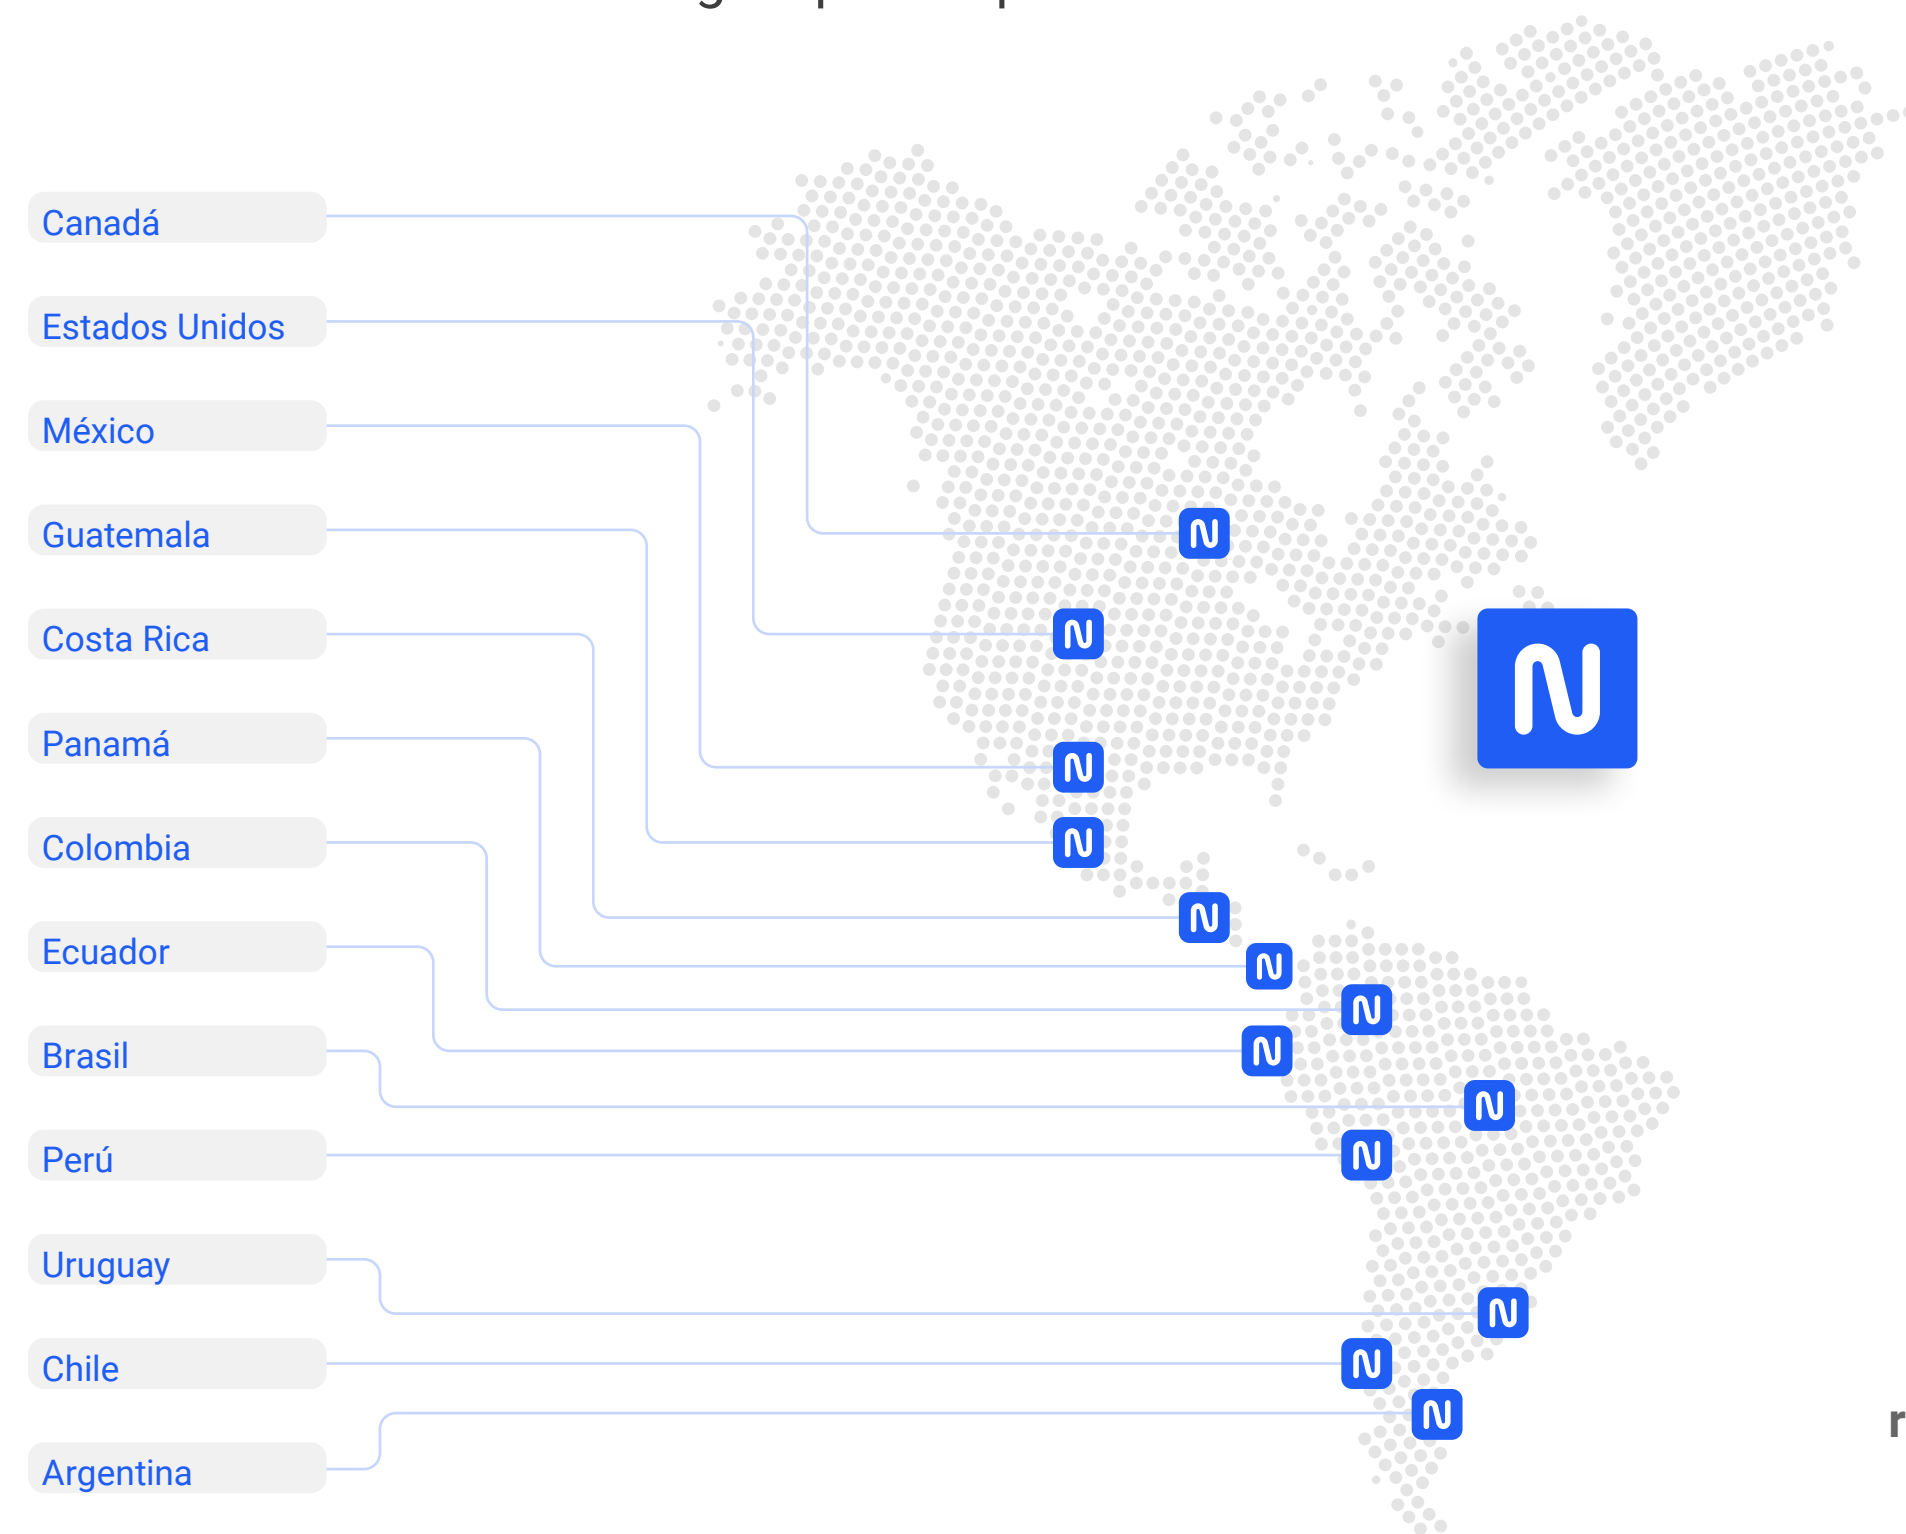 Canadá
Estados Unidos
México
Guatemala
Costa Rica
Panamá
Colombia
Ecuador
Brasil
Perú
Uruguay
Chile
Argentina